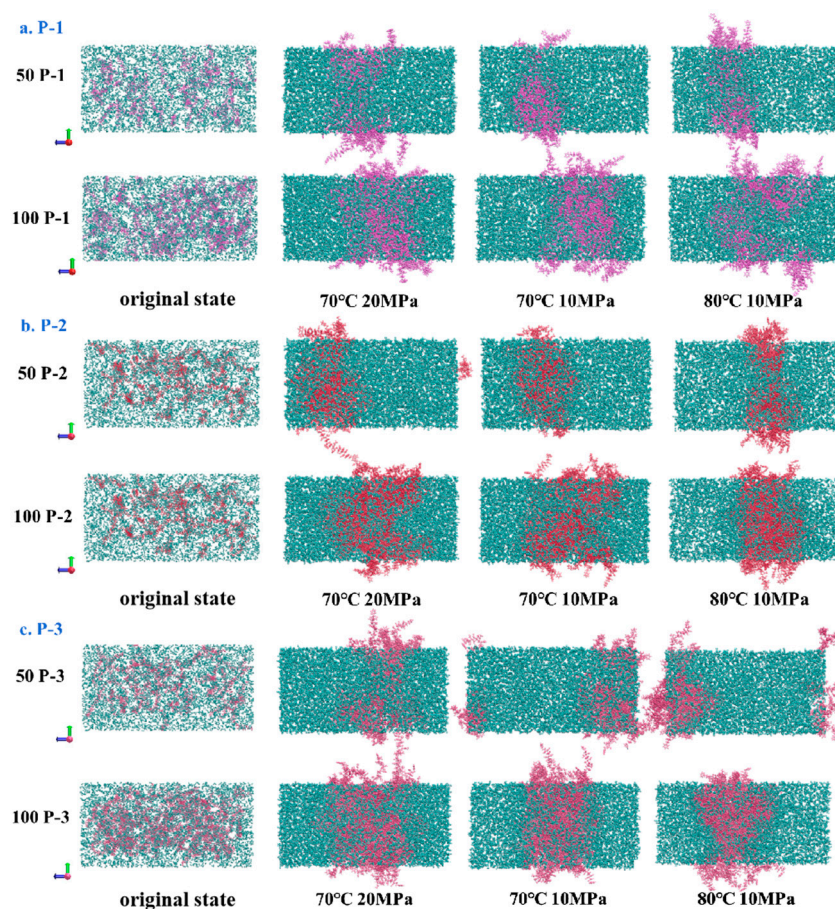 a. P-1
50 P-1
100 P-1
original state 70°C 20MPa 70°C 10MPa 80°C 10MPa
b. P-2
50 P-2
100 P-2
original state 70°C 20MPa 70°C 10MPa 80°C 10MPa
c. P-3
50 P-3
100 P-3
original state 70°C 20MPa 70°C 10MPa 80°C 10MPa